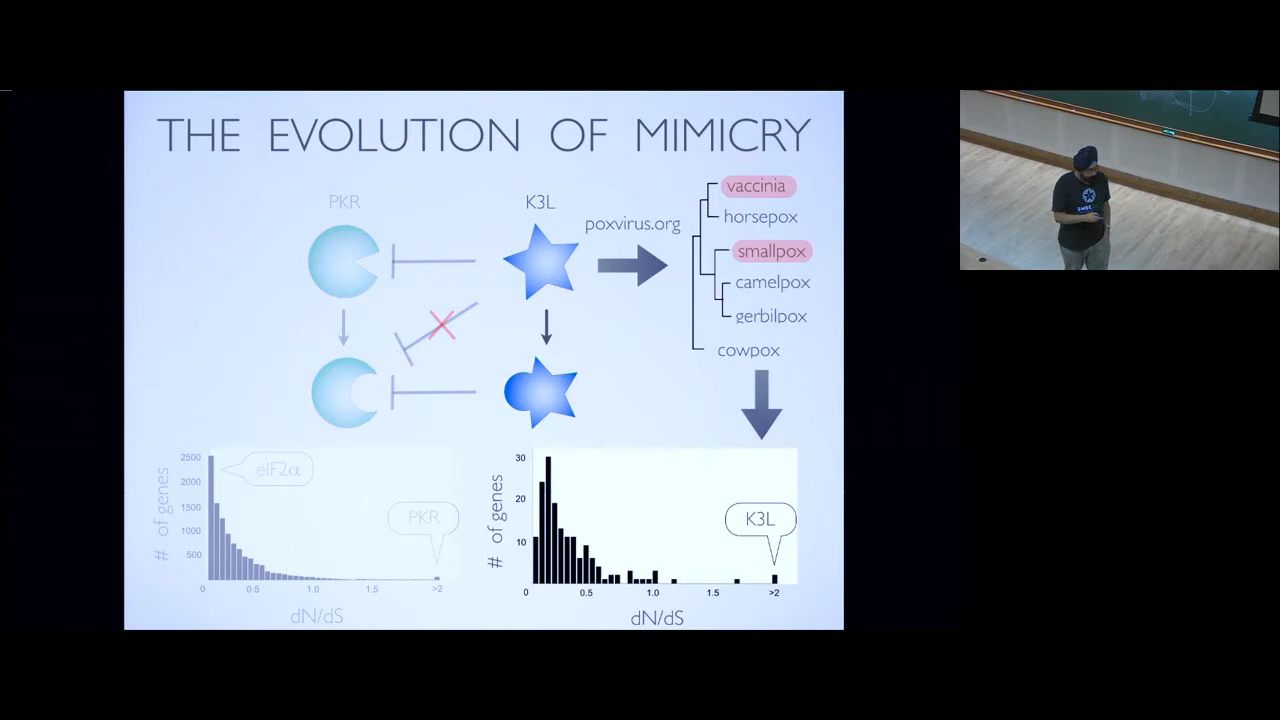 THE EVOLUTION OF MIMICRY
PKR
K3L
poxvirus.org
vaccinia
horsepox
smallpox
camelpox
gerbilpox
cowpox
# of genes
2500
2000
1500
1000
500
0
0.5
1.0
1.5
>2
dN/dS
eIF2α
PKR
# of genes
30
20
10
0
0.5
1.0
1.5
>2
dN/dS
K3L